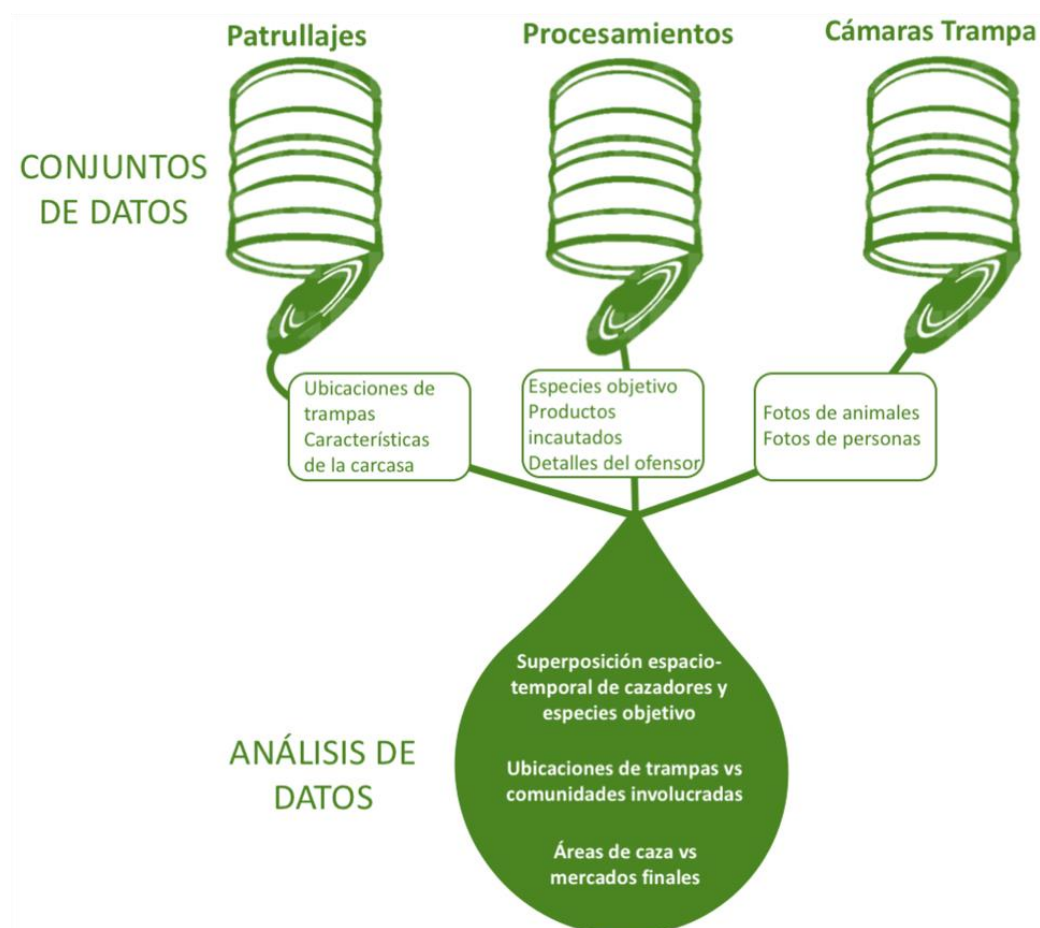 Patrullajes
Procesamientos
Cámaras Trampa
CONJUNTOS
DE DATOS
Ubicaciones de
trampas
Características
de la carcasa
Especies objetivo
Productos
incautados
Detalles del ofensor
Fotos de animales
Fotos de personas
Superposición espacio-
temporal de cazadores y
especies objetivo
ANÁLISIS DE
DATOS
Ubicaciones de trampas vs
comunidades involucradas
Áreas de caza vs
mercados finales